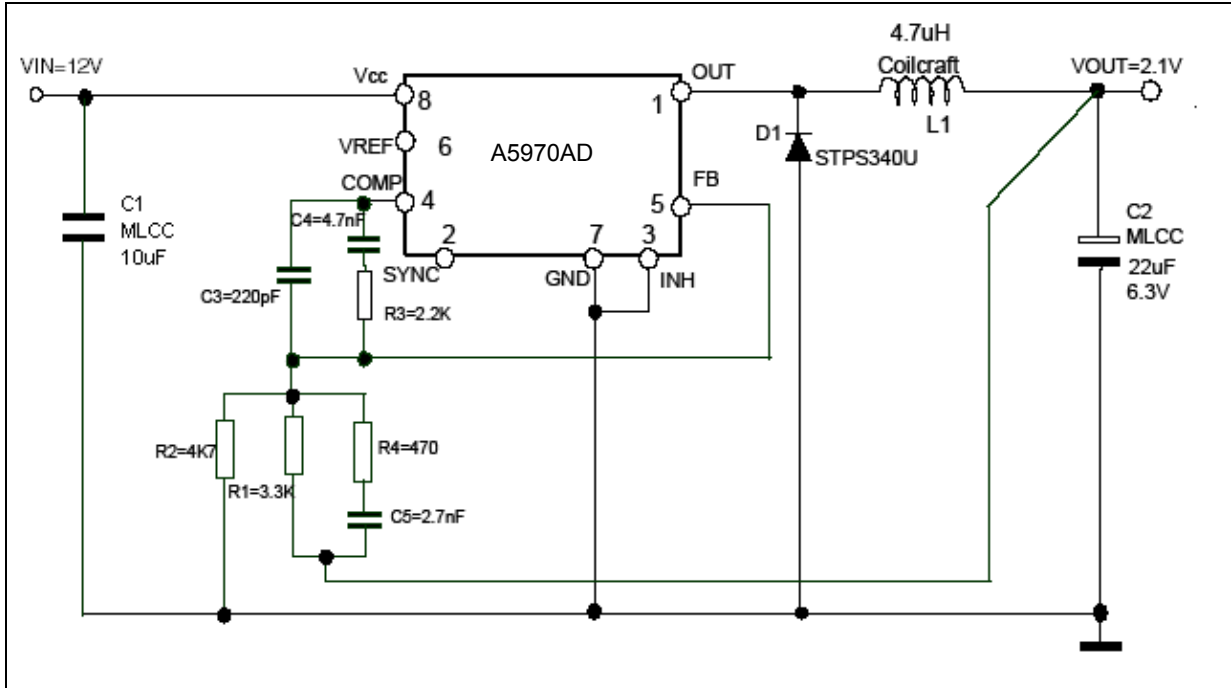 VIN=12V
C1
MLCC
10uF
Vcc
8
VREF
6
COMP
4
C4=4.7nF
2
SYNC
C3=220pF
R3=2.2K
A5970AD
7
GND
3
INH
OUT
1
FB
5
D1
STPS340U
4.7uH
Coilcraft
L1
VOUT=2.1V
C2
MLCC
22uF
6.3V
R2=4K7
R1=3.3K
R4=470
C5=2.7nF